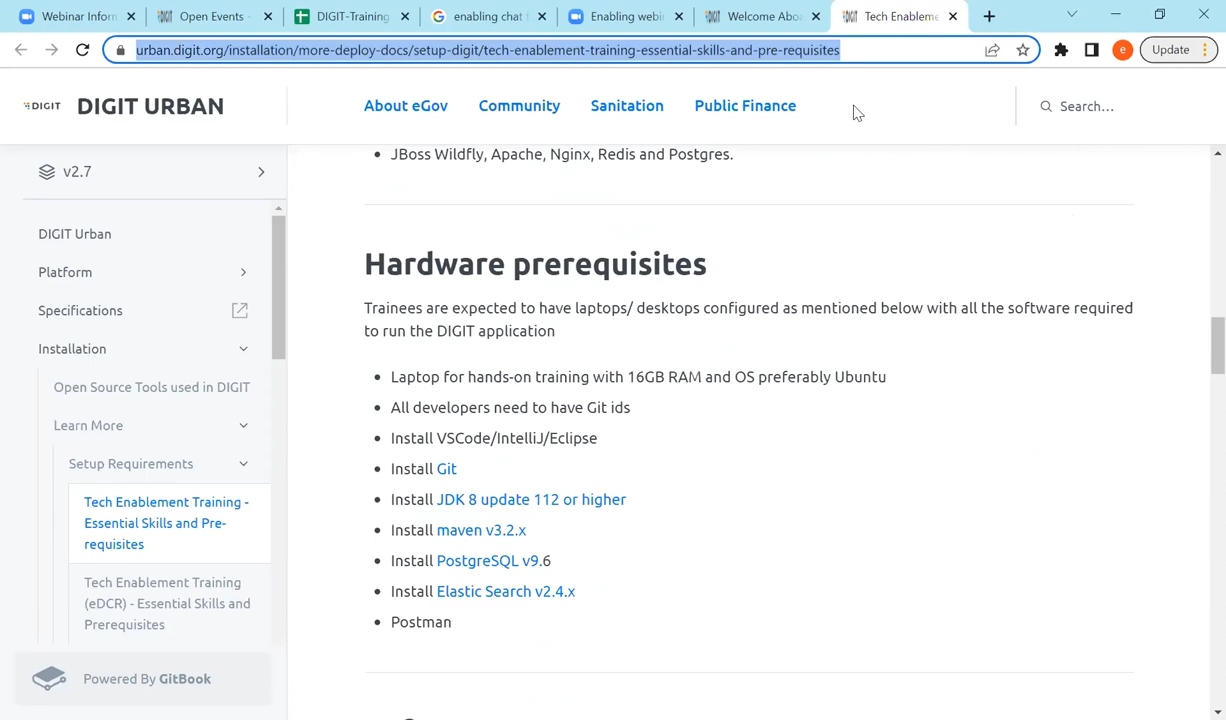 Webinar Inform
Open Events -
DIGIT-Training
enabling chat f
Enabling webi
Welcome Abo
Tech Enableme
urban.digit.org/installation/more-deploy-docs/setup-digit/tech-enablement-training-essential-skills-and-pre-requisites
e
Update
DIGIT
DIGIT URBAN
About eGov
Community
Sanitation
Public Finance
Search...
v2.7
DIGIT Urban
Platform
Specifications
Installation
Open Source Tools used in DIGIT
Learn More
Setup Requirements
Tech Enablement Training -
Essential Skills and Pre-
requisites
Tech Enablement Training
(eDCR) - Essential Skills and
Prerequisites
Powered By GitBook
JBoss Wildfly, Apache, Nginx, Redis and Postgres.
Hardware prerequisites
Trainees are expected to have laptops/ desktops configured as mentioned below with all the software required
to run the DIGIT application
Laptop for hands-on training with 16GB RAM and OS preferably Ubuntu
All developers need to have Git ids
Install VSCode/IntelliJ/Eclipse
Install Git
Install JDK 8 update 112 or higher
Install maven v3.2.x
Install PostgreSQL v9.6
Install Elastic Search v2.4.x
Postman